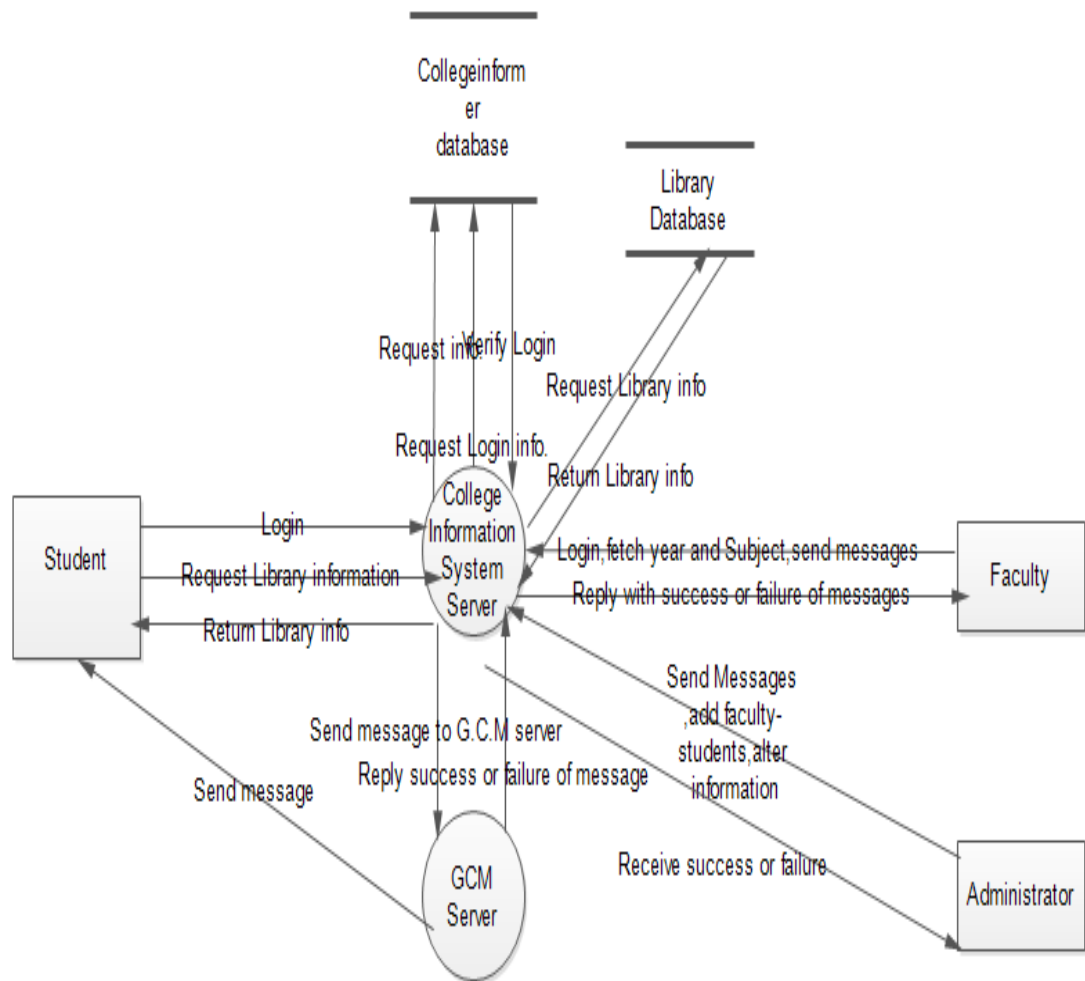 Collegeinform
er
database
Library
Database
Request info.
Verify Login
Request Library info
Request Login info.
Return Library info
College
Information
System
Server
Student
Login
Request Library information
Return Library info
Login,fetch year and Subject,send messages
Reply with success or failure of messages
Faculty
Send Messages
,add faculty-
students,alter
information
Send message to G.C.M server
Reply success or failure of message
Send message
Receive success or failure
GCM
Server
Administrator